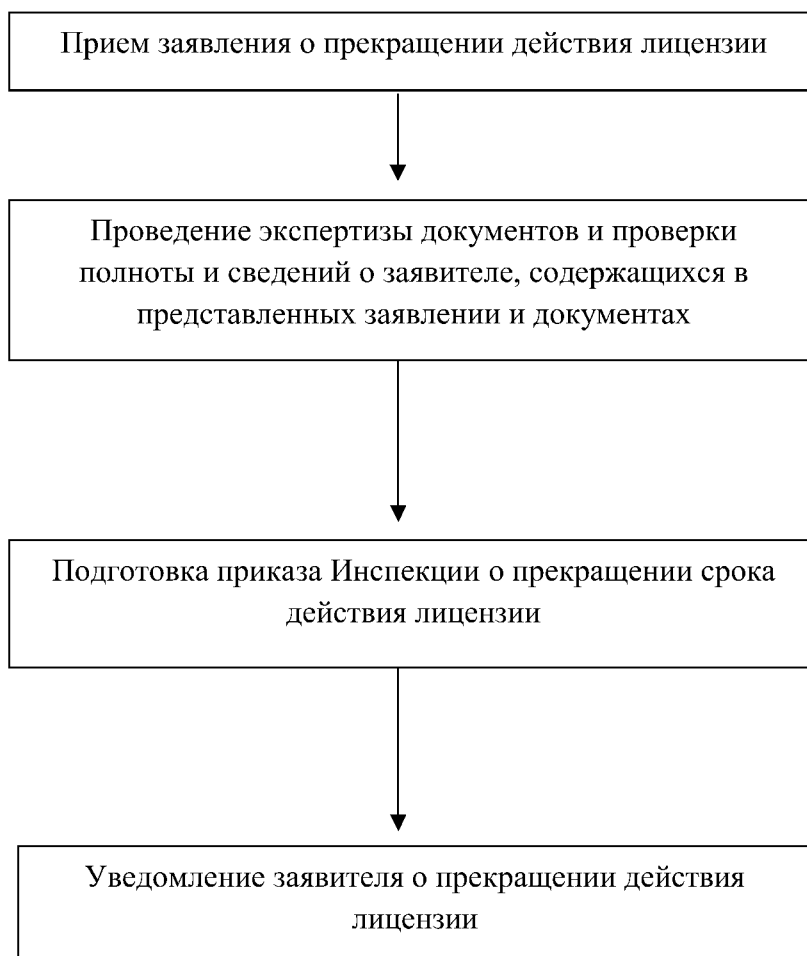 Прием заявления о прекращении действия лицензии
Проведение экспертизы документов и проверки
полноты и сведений о заявителе, содержащихся в
представленных заявлении и документах
Подготовка приказа Инспекции о прекращении срока
действия лицензии
Уведомление заявителя о прекращении действия
лицензии